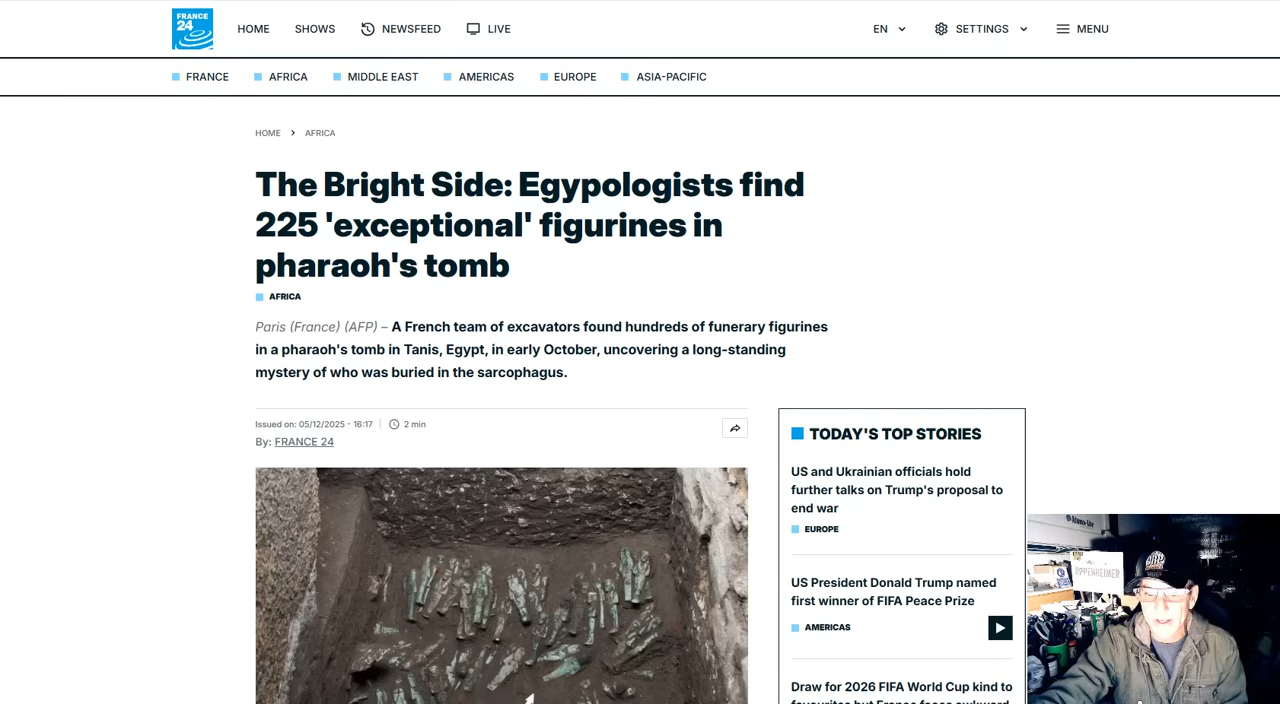 FRANCE
24
HOME
SHOWS
NEWSFEED
LIVE
EN
SETTINGS
MENU
FRANCE
AFRICA
MIDDLE EAST
AMERICAS
EUROPE
ASIA-PACIFIC
HOME > AFRICA
The Bright Side: Egypologists find
225 'exceptional' figurines in
pharaoh's tomb
AFRICA
Paris (France) (AFP) – A French team of excavators found hundreds of funerary figurines
in a pharaoh's tomb in Tanis, Egypt, in early October, uncovering a long-standing
mystery of who was buried in the sarcophagus.
Issued on: 05/12/2025 - 16:17
2 min
By: FRANCE 24
TODAY'S TOP STORIES
US and Ukrainian officials hold
further talks on Trump's proposal to
end war
EUROPE
US President Donald Trump named
first winner of FIFA Peace Prize
AMERICAS
Draw for 2026 FIFA World Cup kind to
favourites but France faces awkward
OPPENHEIMER